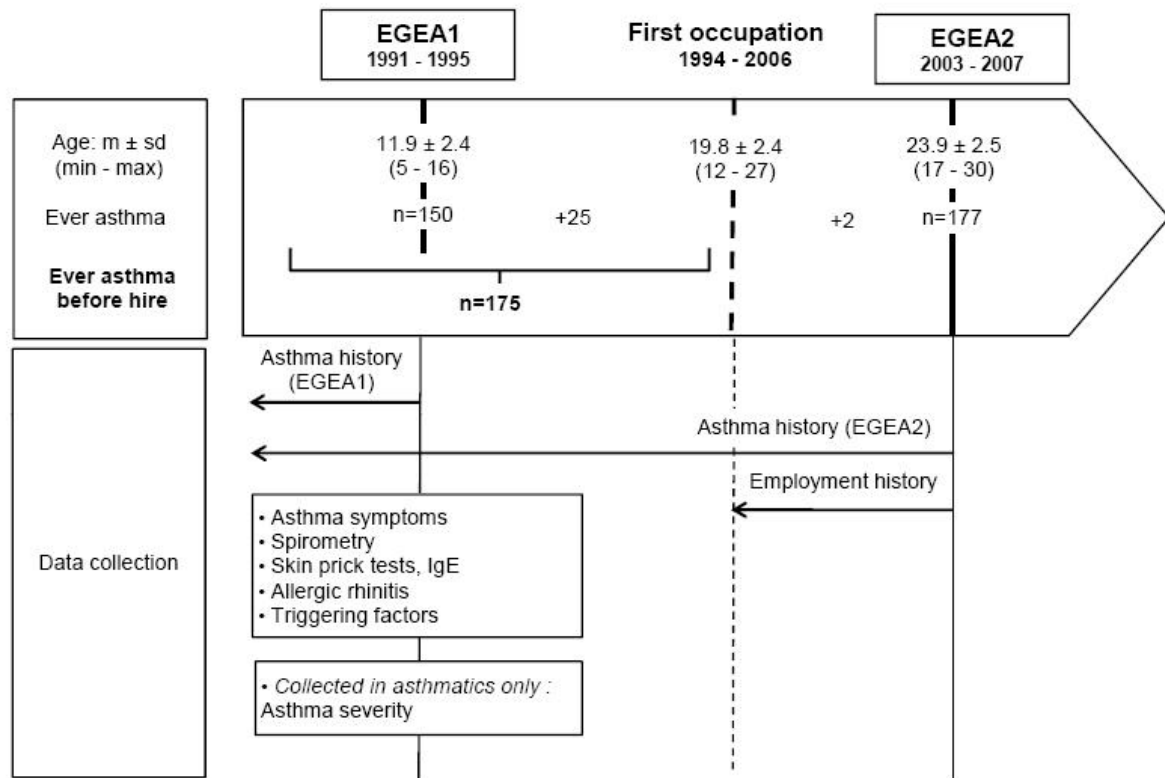 EGEA1
1991 - 1995
First occupation
1994 - 2006
EGEA2
2003 - 2007
Age: m ± sd
(min - max)
11.9 ± 2.4
(5 - 16)
19.8 ± 2.4
(12 - 27)
23.9 ± 2.5
(17 - 30)
Ever asthma
n=150
+25
+2
n=177
Ever asthma
before hire
n=175
Data collection
Asthma history
(EGEA1)
Asthma history (EGEA2)
Employment history
• Asthma symptoms
• Spirometry
• Skin prick tests, IgE
• Allergic rhinitis
• Triggering factors
• Collected in asthmatics only :
Asthma severity